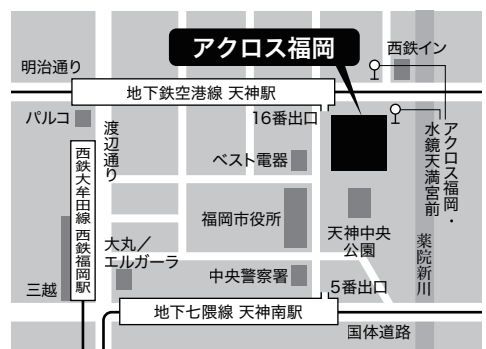 アクロス福岡
西鉄イン
明治通り
地下鉄空港線 天神駅
パルコ
16番出口
渡辺通り
ベスト電器
アクロス福岡・
水鏡天満宮前
西鉄大牟田線 西鉄福岡駅
福岡市役所
天神中央
公園
大丸／
エルガーラ
薬院新川
中央警察署
三越
5番出口
地下七隈線 天神南駅
国体道路